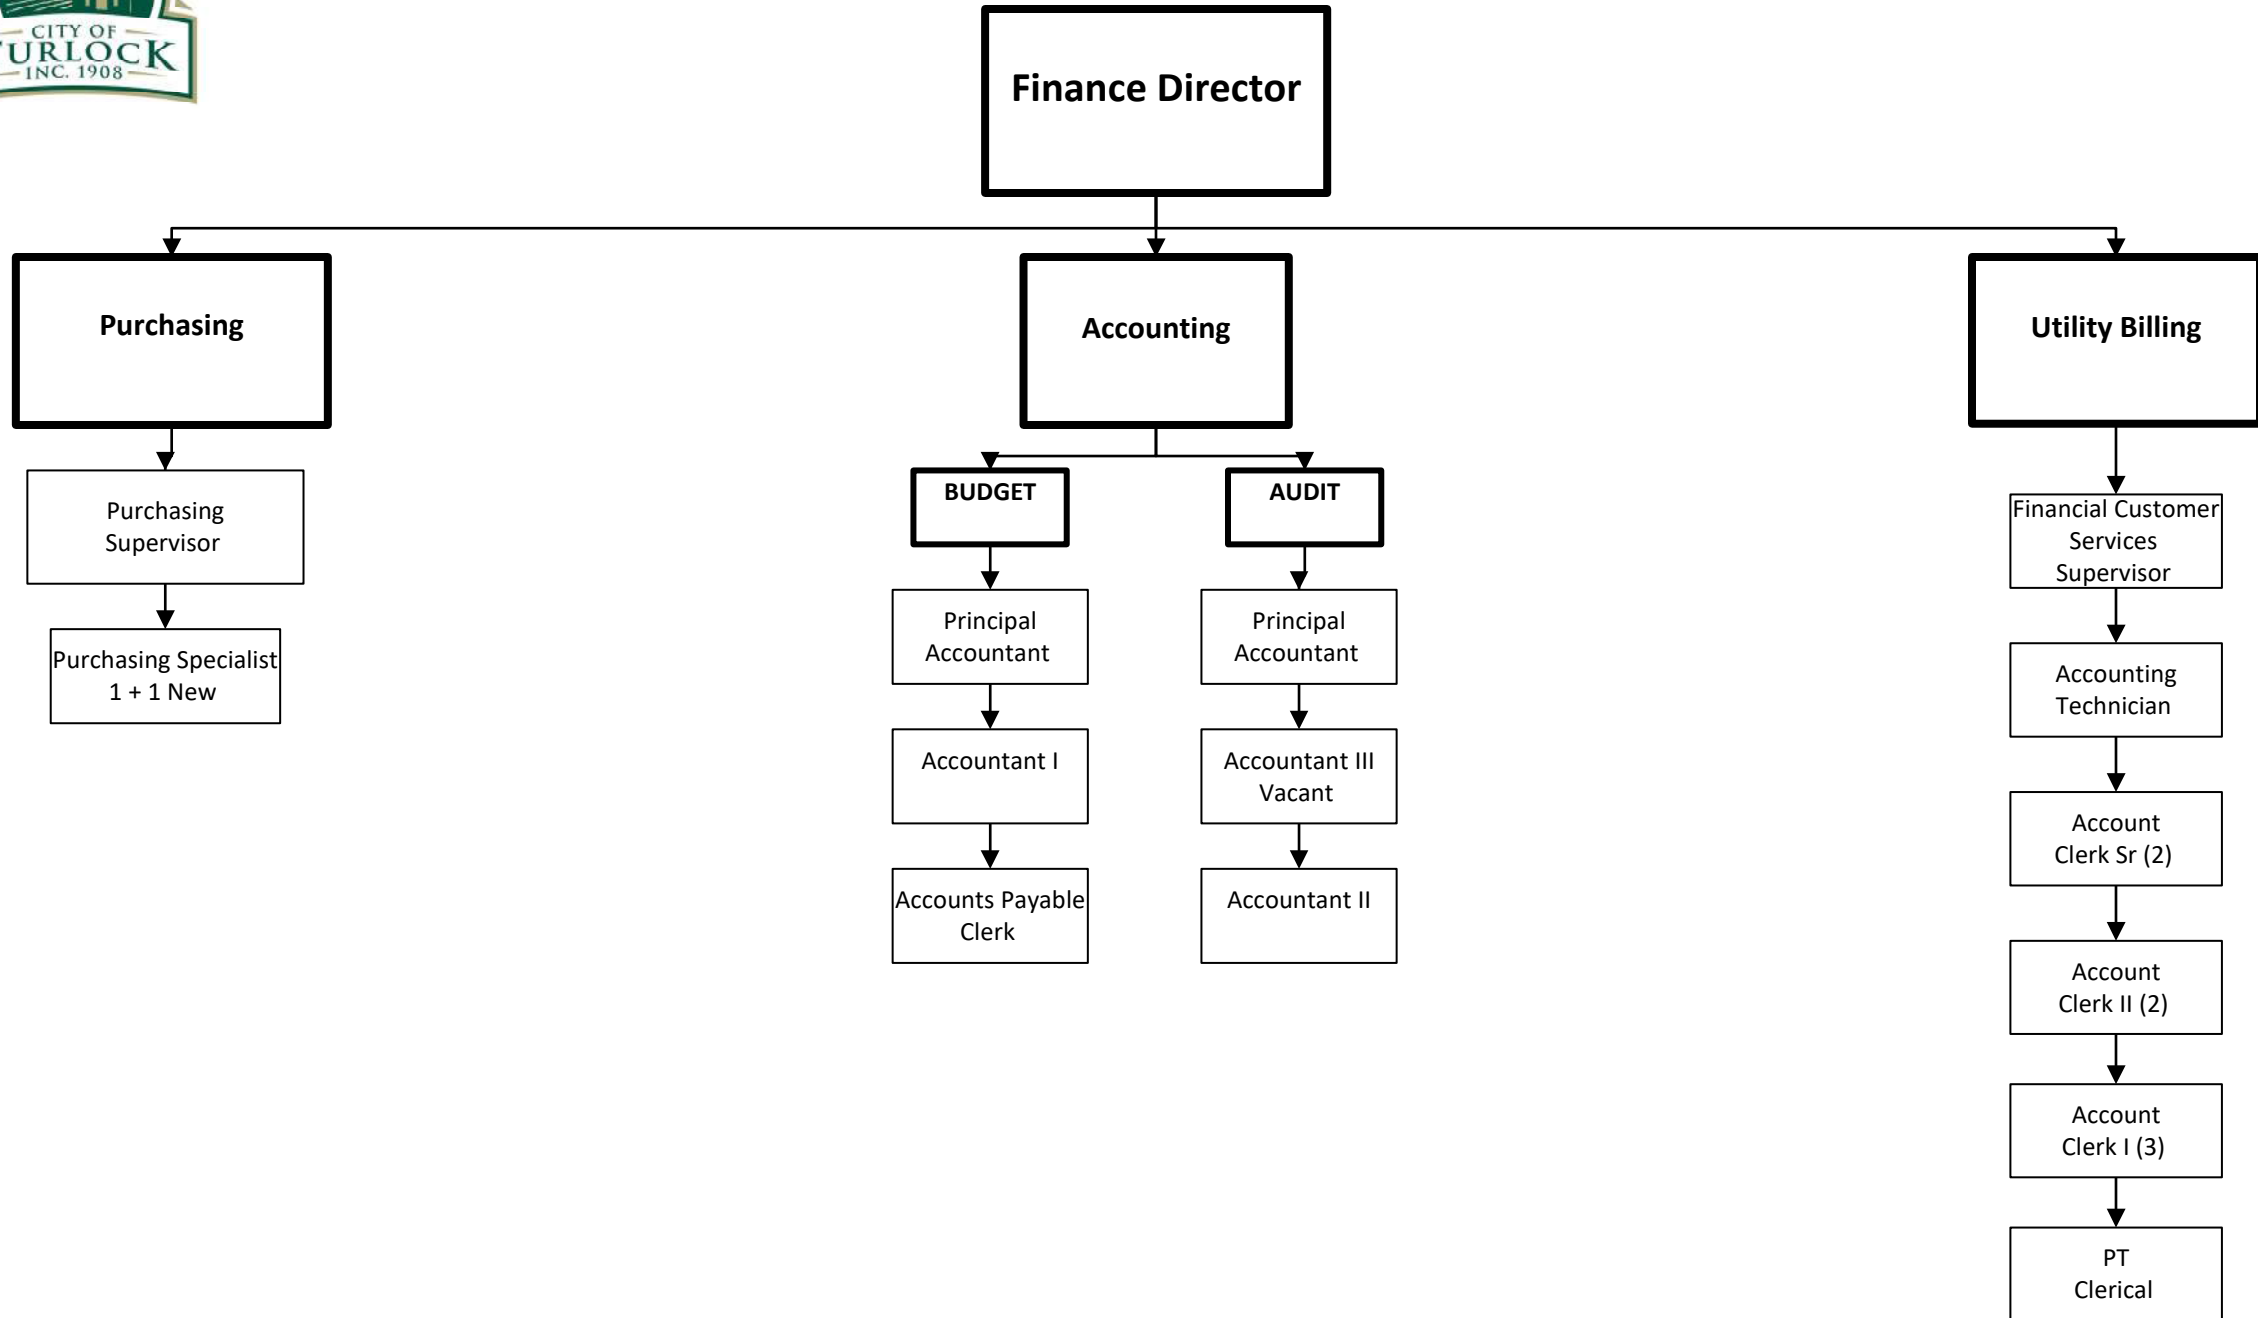 CITY OF
TURLOCK
INC. 1908
Finance Director
Purchasing
Accounting
Utility Billing
Purchasing
Supervisor
Purchasing Specialist
1 + 1 New
BUDGET
Principal
Accountant
Accountant I
Accounts Payable
Clerk
AUDIT
Principal
Accountant
Accountant III
Vacant
Accountant II
Financial Customer
Services
Supervisor
Accounting
Technician
Account
Clerk Sr (2)
Account
Clerk II (2)
Account
Clerk I (3)
PT
Clerical